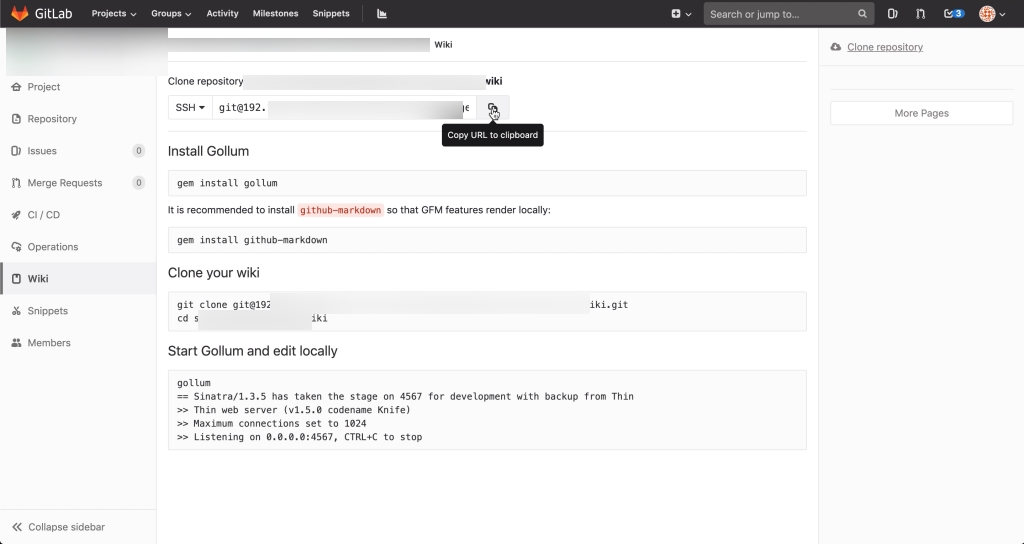 GitLab Projects Groups Activity Milestones Snippets Search or jump to... 3
Wiki
Clone repository wiki
SSH git@192.
Copy URL to clipboard
Project
Repository
Issues 0
Merge Requests 0
CI / CD
Operations
Wiki
Snippets
Members
Collapse sidebar
Install Gollum
gem install gollum
It is recommended to install github-markdown so that GFM features render locally:
gem install github-markdown
Clone your wiki
git clone git@192 iki.git
cd s iki
Start Gollum and edit locally
gollum
== Sinatra/1.3.5 has taken the stage on 4567 for development with backup from Thin
>> Thin web server (v1.5.0 codename Knife)
>> Maximum connections set to 1024
>> Listening on 0.0.0.0:4567, CTRL+C to stop
Clone repository
More Pages